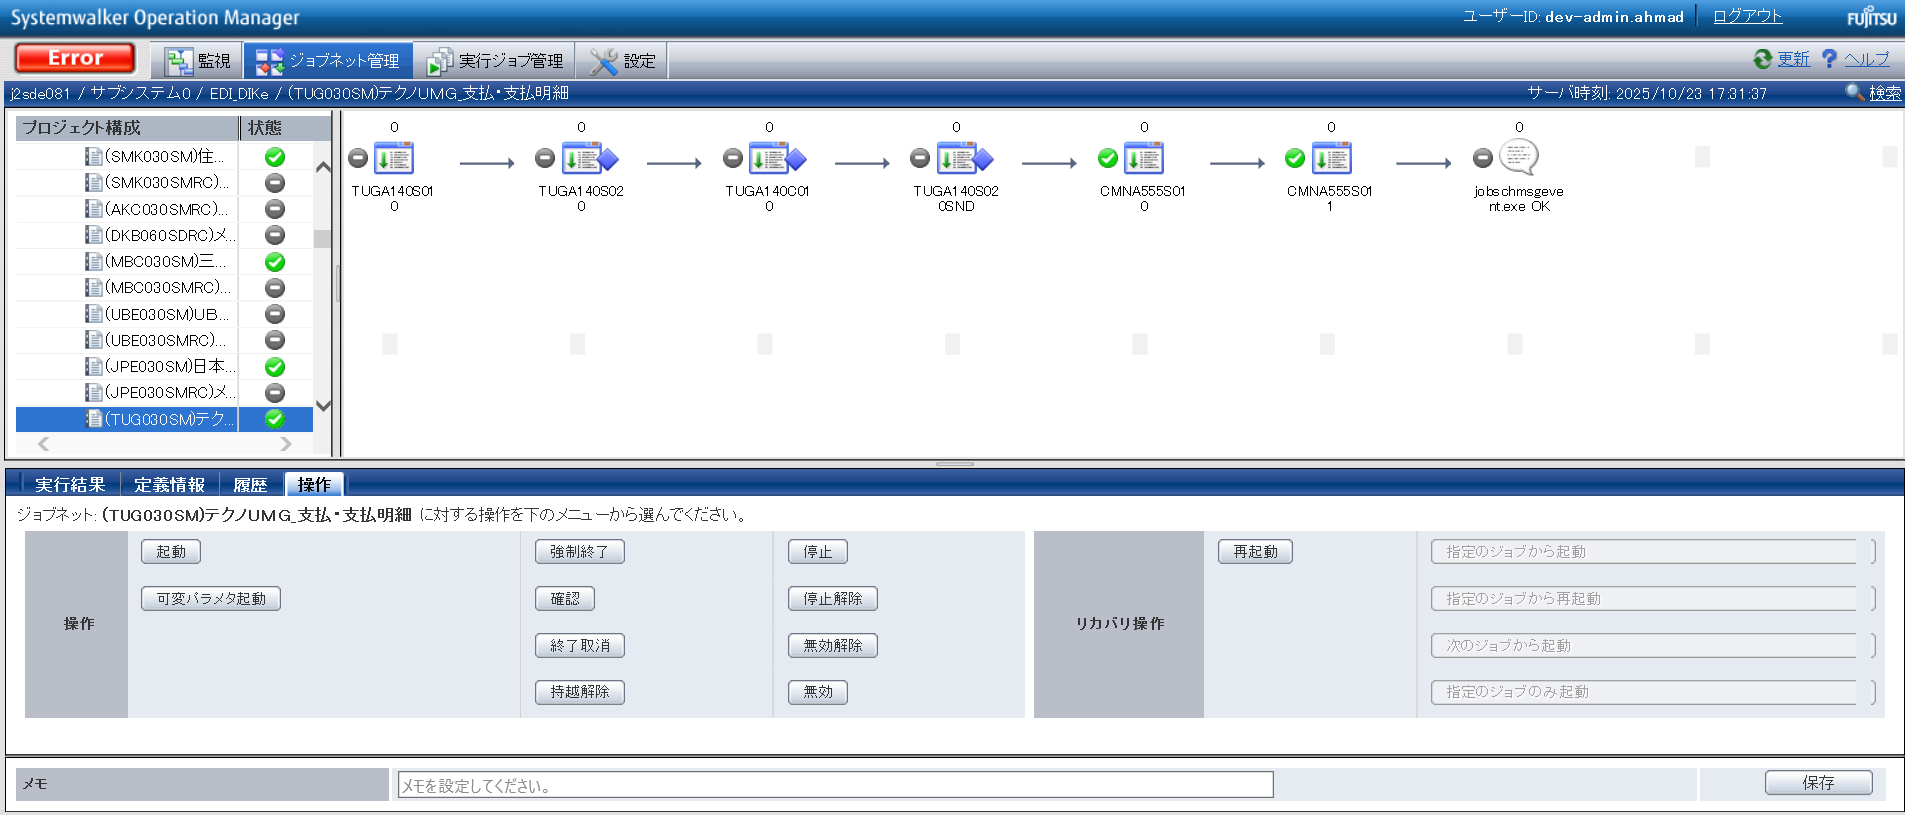 Systemwalker Operation Manager
ユーザーID: dev-admin.ahmad
ログアウト
FUJITSU
Error
監視
ジョブネット管理
実行ジョブ管理
設定
更新
ヘルプ
j2sde081 / サブシステム0 / EDI_DIKe / (TUG030SM)テクノUMG_支払・支払明細
サーバ時刻: 2025/10/23 17:31:37
検索
プロジェクト構成
状態
(SMK030SM)住...
(SMK030SMRC)...
(AKC030SMRC)...
(DKB060SDRC)メ...
(MBC030SM)三...
(MBC030SMRC)...
(UBE030SM)UB...
(UBE030SMRC)...
(JPE030SM)日本...
(JPE030SMRC)メ...
(TUG030SM)テク...
0 0 0 0 0 0 0
TUGA140S01
0
TUGA140S02
0
TUGA140C01
0
TUGA140S02
0SND
CMNA555S01
0
CMNA555S01
1
jobschmsgeve
nt.exe OK
実行結果
定義情報
履歴
操作
ジョブネット: (TUG030SM)テクノUMG_支払・支払明細 に対する操作を下のメニューから選んでください。
操作
起動
可変パラメタ起動
強制終了
確認
終了取消
持越解除
停止
停止解除
無効解除
無効
リカバリ操作
再起動
指定のジョブから起動
指定のジョブから再起動
次のジョブから起動
指定のジョブのみ起動
メモ
メモを設定してください。
保存